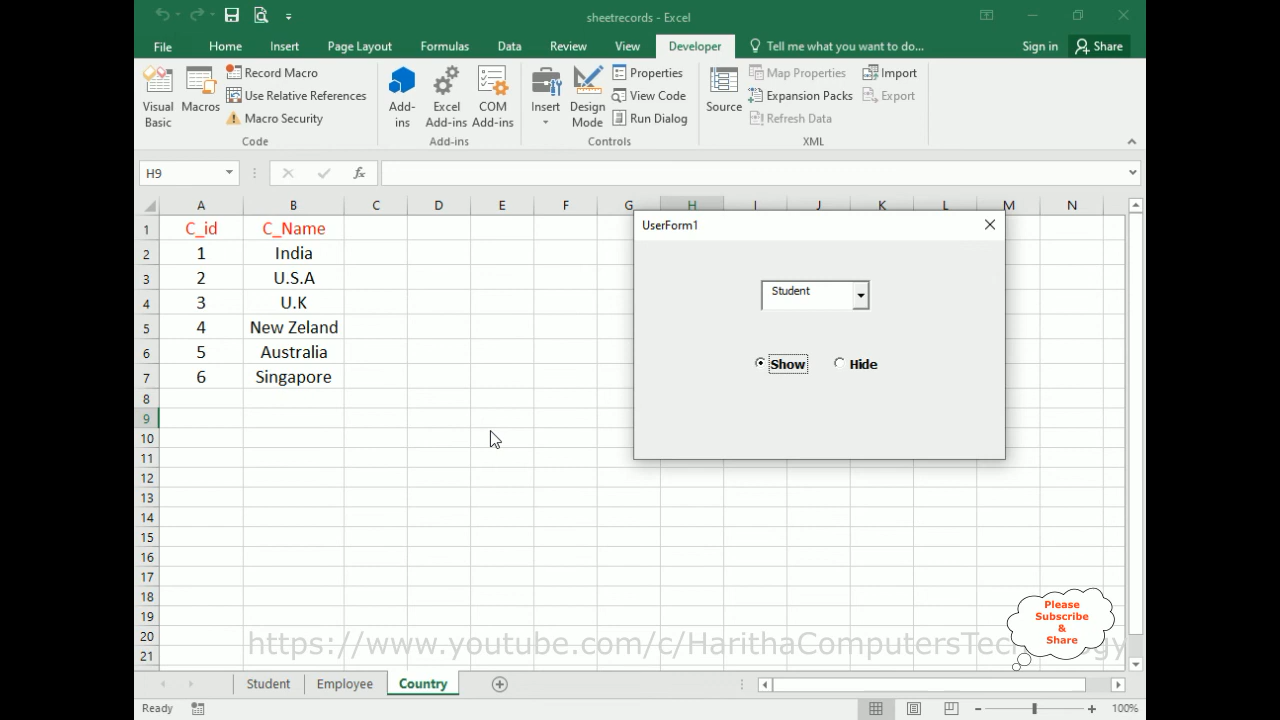 sheetrecords - Excel
File Home Insert Page Layout Formulas Data Review View Developer Tell me what you want to do... Sign in Share
Visual Basic
Macros
Record Macro
Use Relative References
Macro Security
Code
Add-ins
Excel Add-ins
COM Add-ins
Add-ins
Insert
Design Mode
Properties
View Code
Run Dialog
Controls
Source
Map Properties
Expansion Packs
Refresh Data
Import
Export
XML
H9 fx
A B C D E F G H I J K L M N
1 C_id C_Name
2 1 India
3 2 U.S.A
4 3 U.K
5 4 New Zeland
6 5 Australia
7 6 Singapore
8
9
10
11
12
13
14
15
16
17
18
19
20
21
UserForm1
Student
Show Hide
Please
Subscribe
&
Share
https://www.youtube.com/c/HarithaComputersTechnology
Student Employee Country
Ready 100%